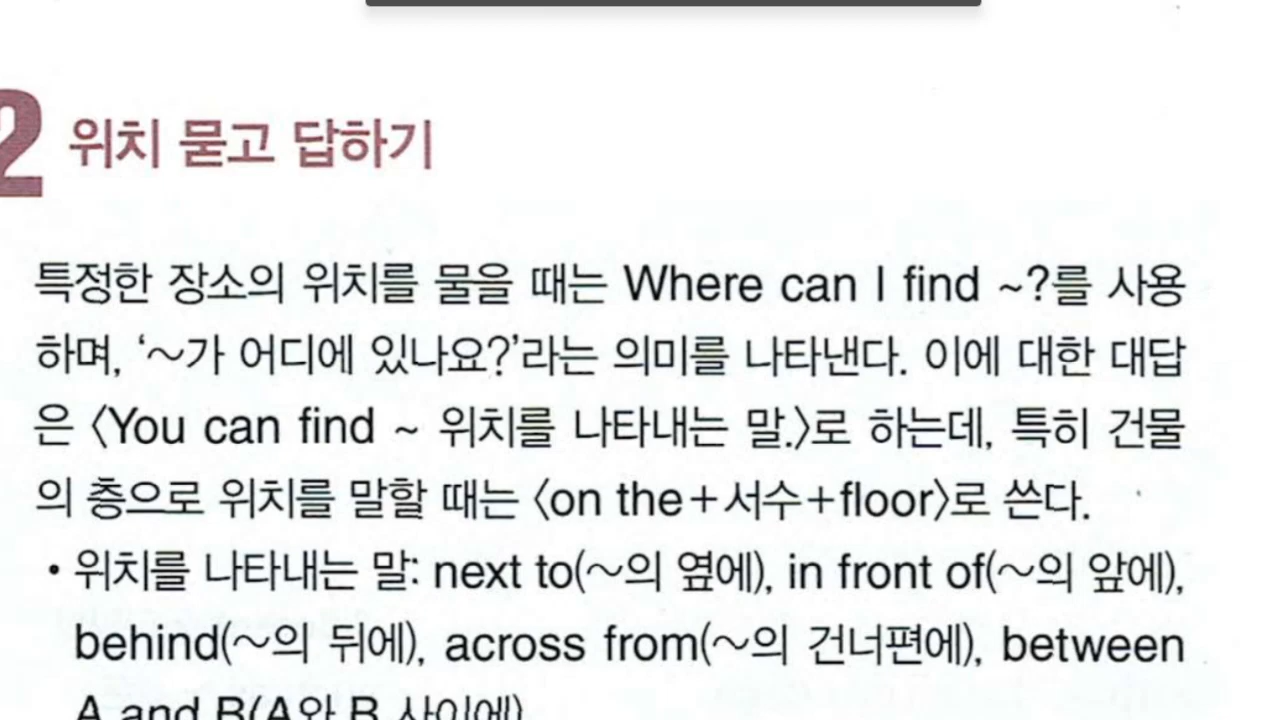 2 위치 묻고 답하기
특정한 장소의 위치를 물을 때는 Where can I find ~?를 사용
하며, ‘~가 어디에 있나요?’라는 의미를 나타낸다. 이에 대한 대답
은 〈You can find ~ 위치를 나타내는 말.〉로 하는데, 특히 건물
의 층으로 위치를 말할 때는 〈on the+서수+floor〉로 쓴다.
• 위치를 나타내는 말: next to(~의 옆에), in front of(~의 앞에),
behind(~의 뒤에), across from(~의 건너편에), between
A and B(A와 B 사이에)